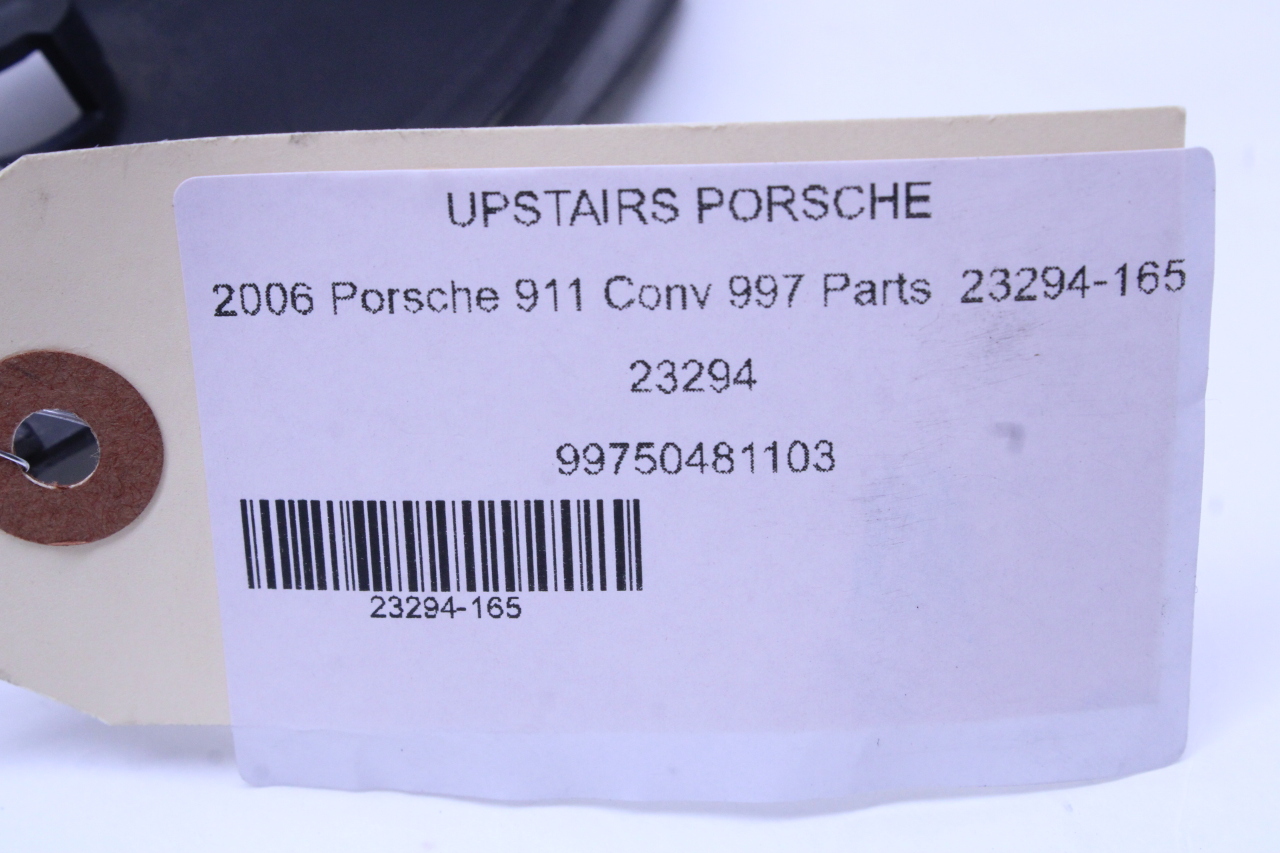 UPSTAIRS PORSCHE
2006 Porsche 911 Conv 997 Parts 23294-165
23294
99750481103
23294-165